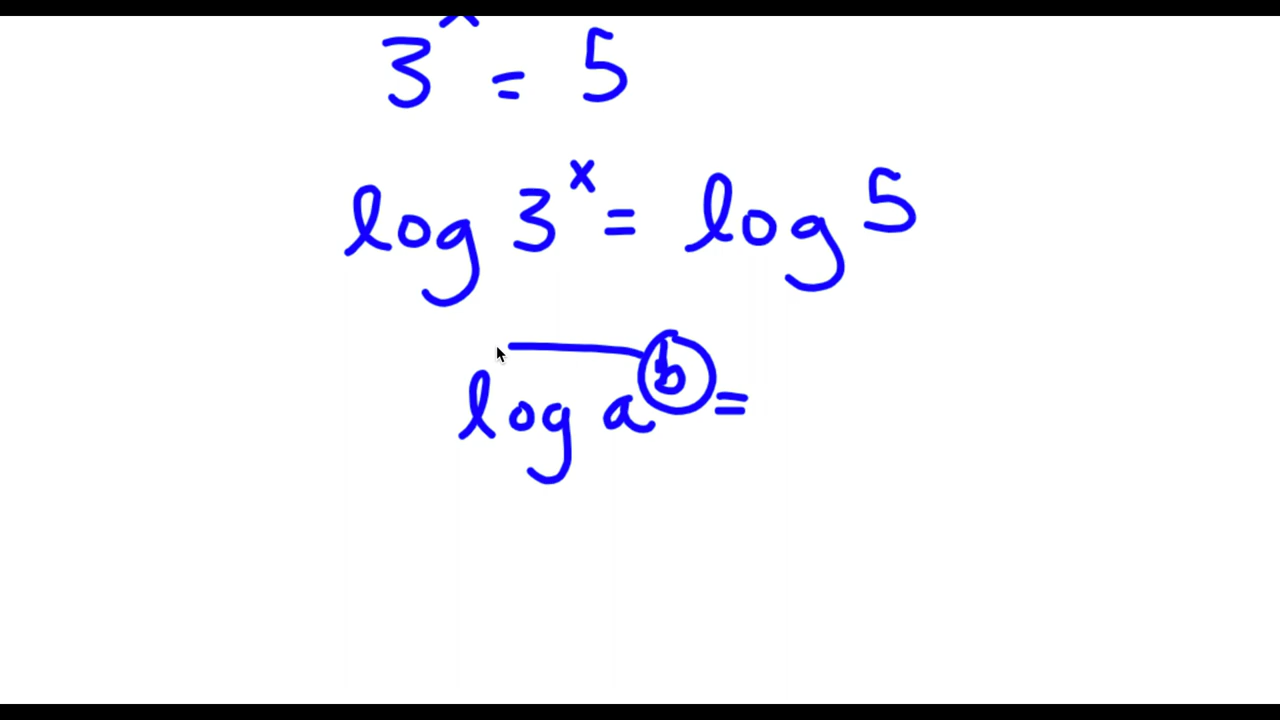 3^x = 5
log 3^x = log 5
log a^b =